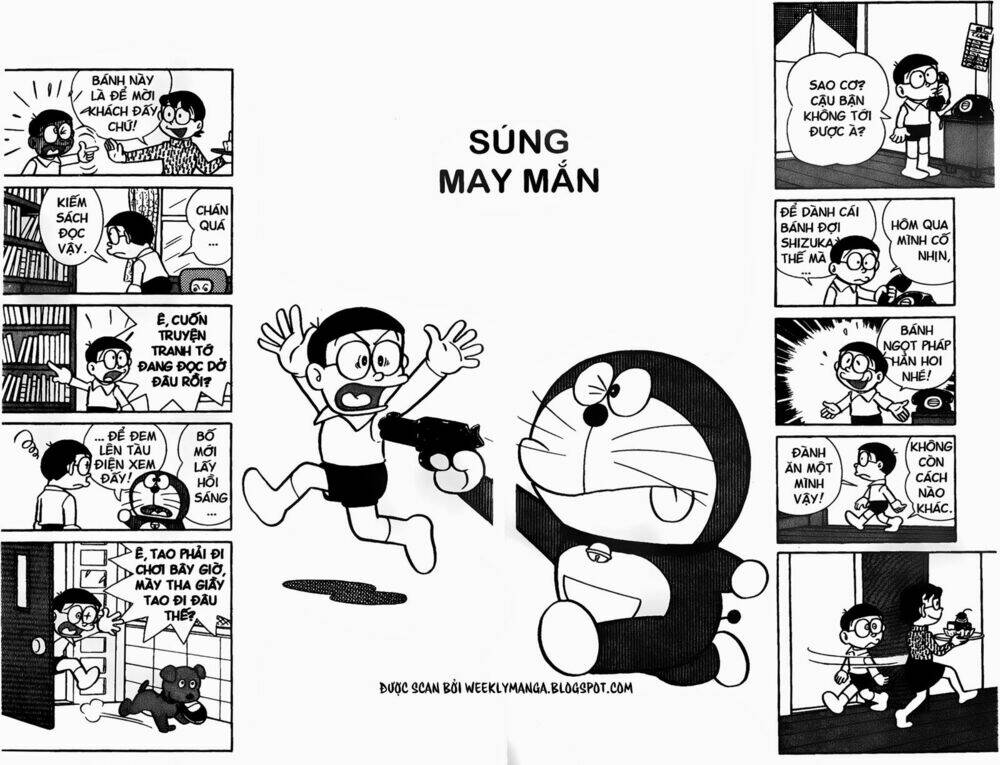 SÚNG
MAY MẮN
SAO CƠ?
CẬU BẬN
KHÔNG TỚI
ĐƯỢC À?
HÔM QUA
MÌNH CỐ
NHỊN,
ĐỂ DÀNH CÁI
BÁNH ĐỢI
SHIZUKA
THẾ MÀ
...
BÁNH
NGỌT PHÁP
HẲN HOI
NHÉ!
KHÔNG
CÒN
CÁCH
NÀO
KHÁC.
ĐÀNH
ĂN MỘT
MÌNH
VẬY!
BÁNH NÀY
LÀ ĐỂ MỜI
KHÁCH ĐẤY
CHỨ!
CHÁN
QUÁ
...
KIẾM
SÁCH
ĐỌC
VẬY.
Ê, CUỐN
TRUYỆN
TRANH TỚ
ĐANG ĐỌC DỞ
ĐÂU RỒI?
BỐ
MỚI
LẤY
HỒI
SÁNG
...
... ĐỂ ĐEM
LÊN TÀU
ĐIỆN XEM
ĐẤY!
Ê, TAO PHẢI ĐI
CHƠI BÂY GIỜ,
MÀY THA GIẦY
TAO ĐI ĐÂU
THẾ?
ĐƯỢC SCAN BỞI WEEKLYMANGA.BLOGSPOT.COM